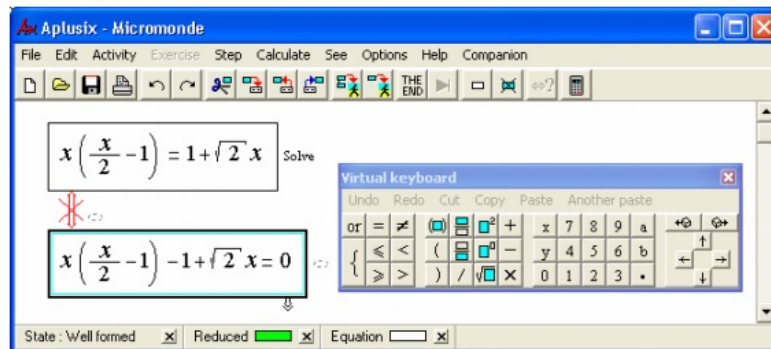 Aplusix - Micromonde
File Edit Activity Exercise Step Calculate See Options Help Companion
THE END ⇔?
x(x/2 −1) = 1+√2 x Solve
Virtual keyboard
Undo Redo Cut Copy Paste Another paste
or = ≠ (□) □² + x 7 8 9 a
{ ⩽ < ( □⁰ − y 4 5 6 b
⩾ > ) / √□ × 0 1 2 3 .
x(x/2 −1) −1+√2 x = 0
State : Well formed x Reduced x Equation x